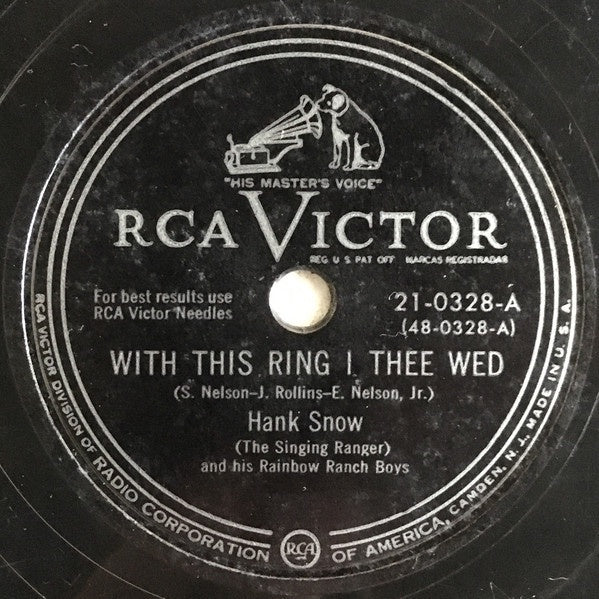 "HIS MASTER'S VOICE"
RCA VICTOR
REG. U S PAT OFF MARCAS REGISTRADAS
For best results use
RCA Victor Needles
21-0328-A
(48-0328-A)
WITH THIS RING I THEE WED
(S. Nelson-J. Rollins-E. Nelson, Jr.)
Hank Snow
(The Singing Ranger)
and his Rainbow Ranch Boys
RCA VICTOR DIVISION OF RADIO CORPORATION OF AMERICA, CAMDEN, N. J., MADE IN U. S. A.
RCA